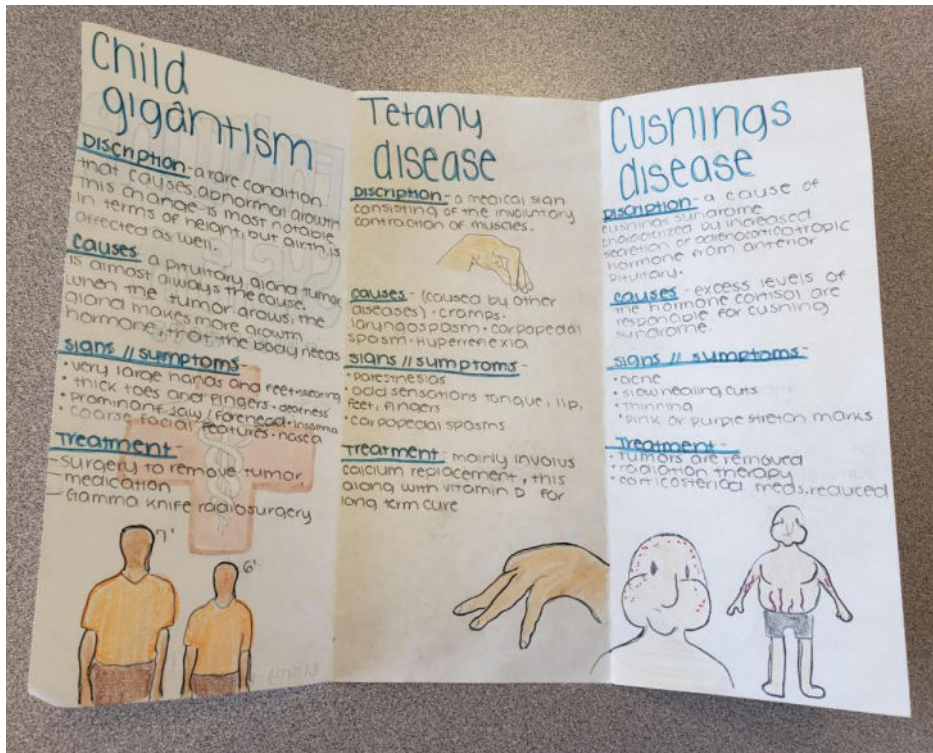 Child
gigantism
Discription - a rare condition
that causes abnormal growth
This change is most notable
in terms of height, but girth is
affected as well.
Causes - a pituitary gland tumor
is almost always the cause.
When the tumor grows, the
gland makes more growth
hormone, that the body needs
Signs // symptoms -
• very large hands and feet •
• thick toes and fingers • deafness
• prominant jaw / forehead • insomnia
• coarse facial features •
Treatment -
- Surgery to remove tumor
- medication
- Gamma knife radiosurgery
7'
6'
Tetany
disease
Discription - a medical sign
consisting of the involuntary
contraction of muscles.
causes - (caused by other
diseases) • cramps •
laryngospasm • carpopedal
spasm • hyperreflexia
Signs // symptoms -
•
• odd sensations tongue, lip,
feet, fingers
• carpopedal spasms
Treatment - mainly involvs
calcium replacement, this
along with vitamin D for
long term cure
Cushings
disease
Discription - a cause of
cushings syndrome
charactirized by increased
secretion of adrenocorticotropic
hormone from anterior
pituitary.
causes - excess levels of
the hormone cortisol are
responsible for cushing
syndrome.
Signs // symptoms -
• acne
• slow healing cuts
• thinning
• pink or purple stretch marks
Treatment -
• tumors are removed
• radiation therapy
• corticosteriod meds. reduced